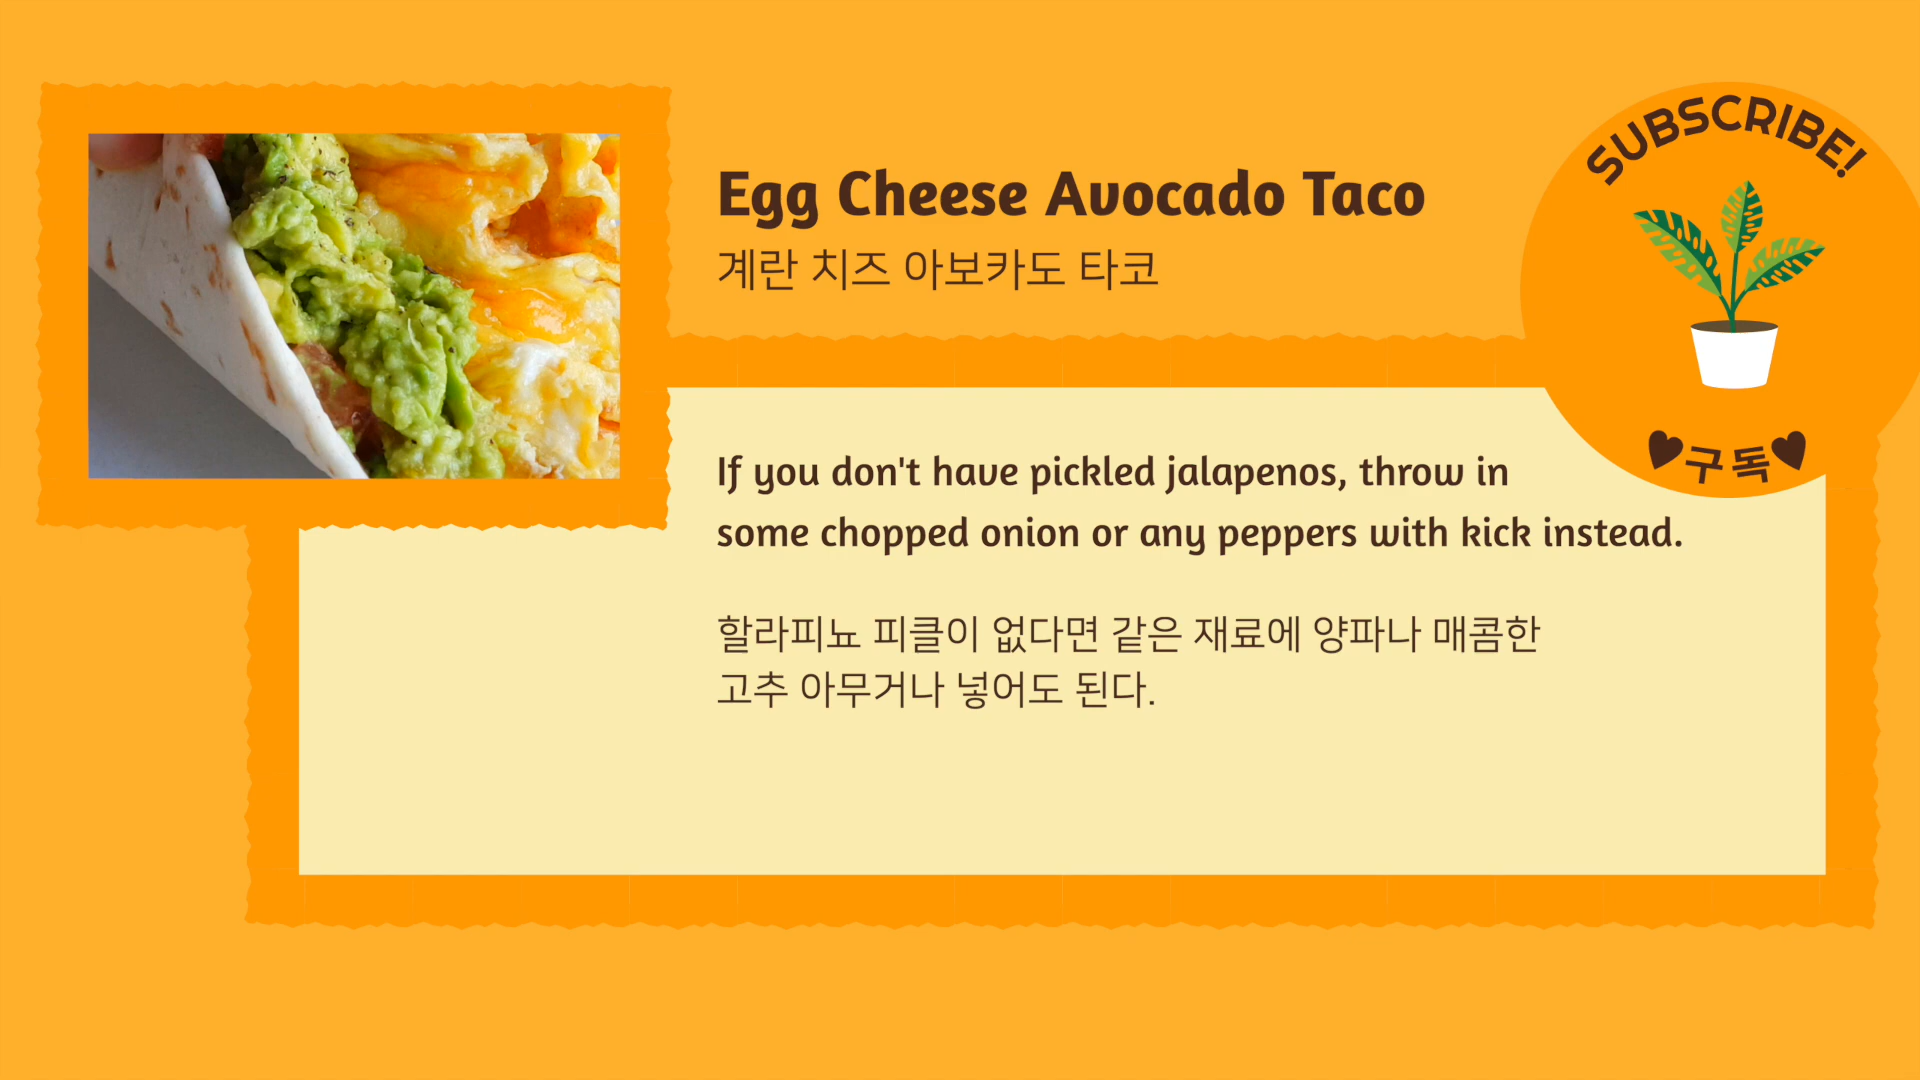 Egg Cheese Avocado Taco
계란 치즈 아보카도 타코
SUBSCRIBE!
구독
If you don't have pickled jalapenos, throw in
some chopped onion or any peppers with kick instead.
할라피뇨 피클이 없다면 같은 재료에 양파나 매콤한
고추 아무거나 넣어도 된다.